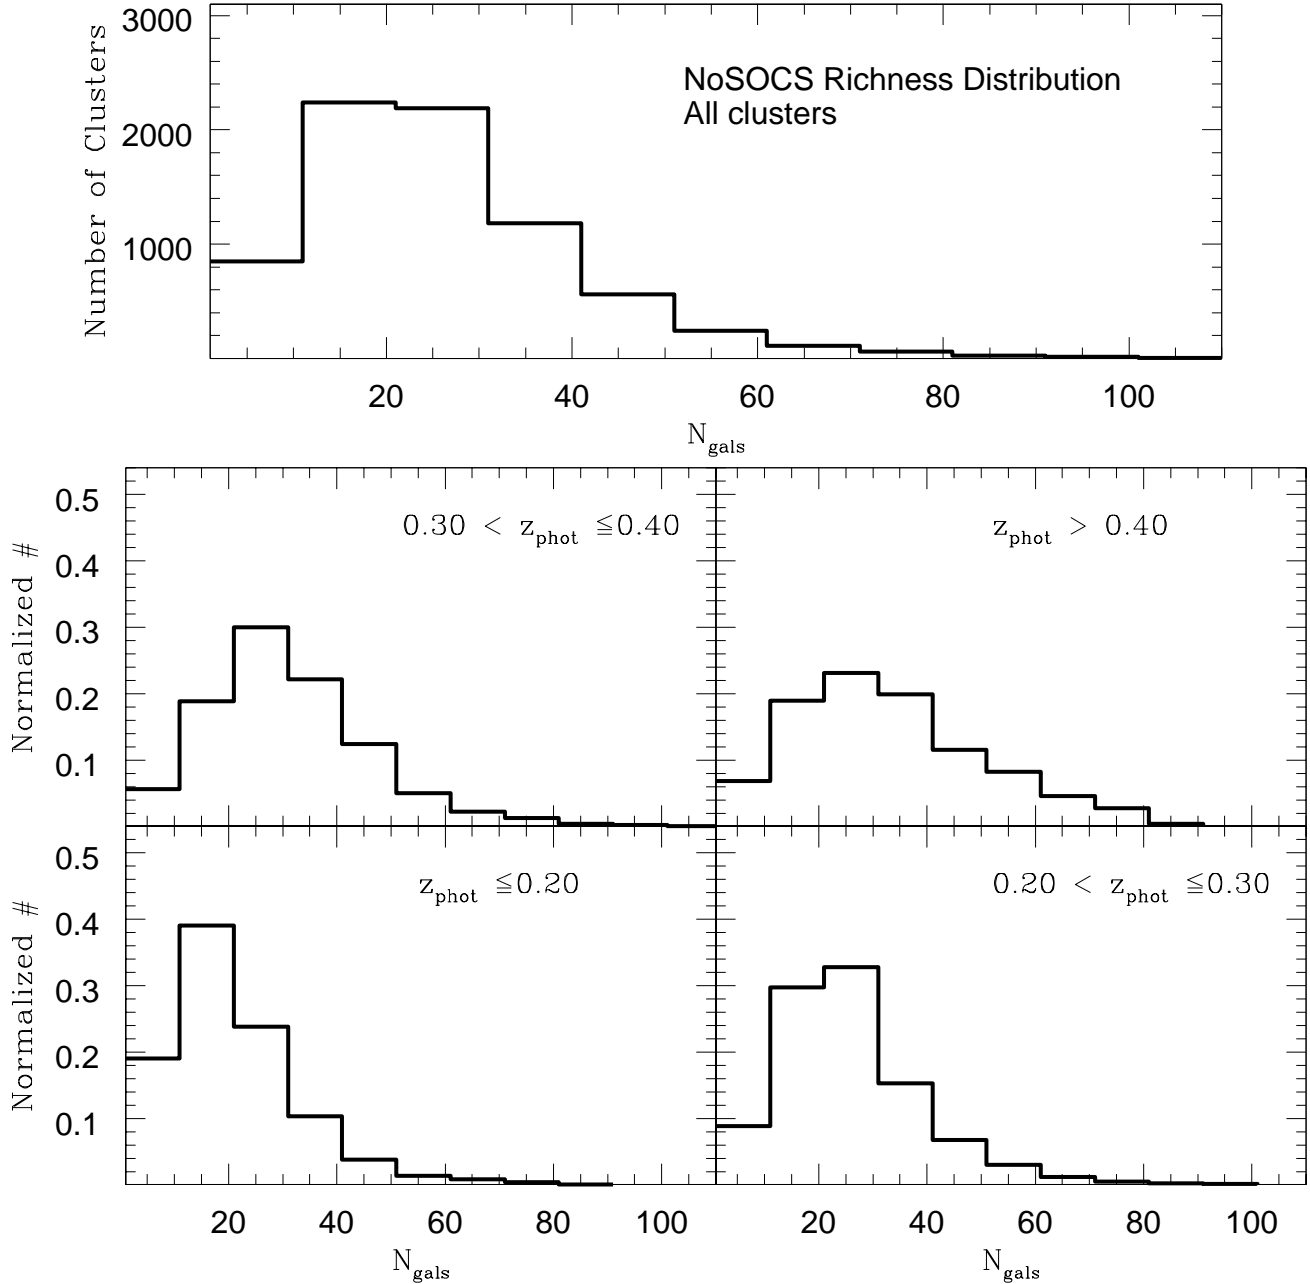 3000
2000
1000
Number of Clusters
NoSOCS Richness Distribution
All clusters
20 40 60 80 100
N_gals
0.5
0.4
0.3
0.2
0.1
Normalized #
0.30 < z_phot ≦0.40
z_phot > 0.40
0.5
0.4
0.3
0.2
0.1
Normalized #
z_phot ≦0.20
0.20 < z_phot ≦0.30
20 40 60 80 100
20 40 60 80 100
N_gals
N_gals